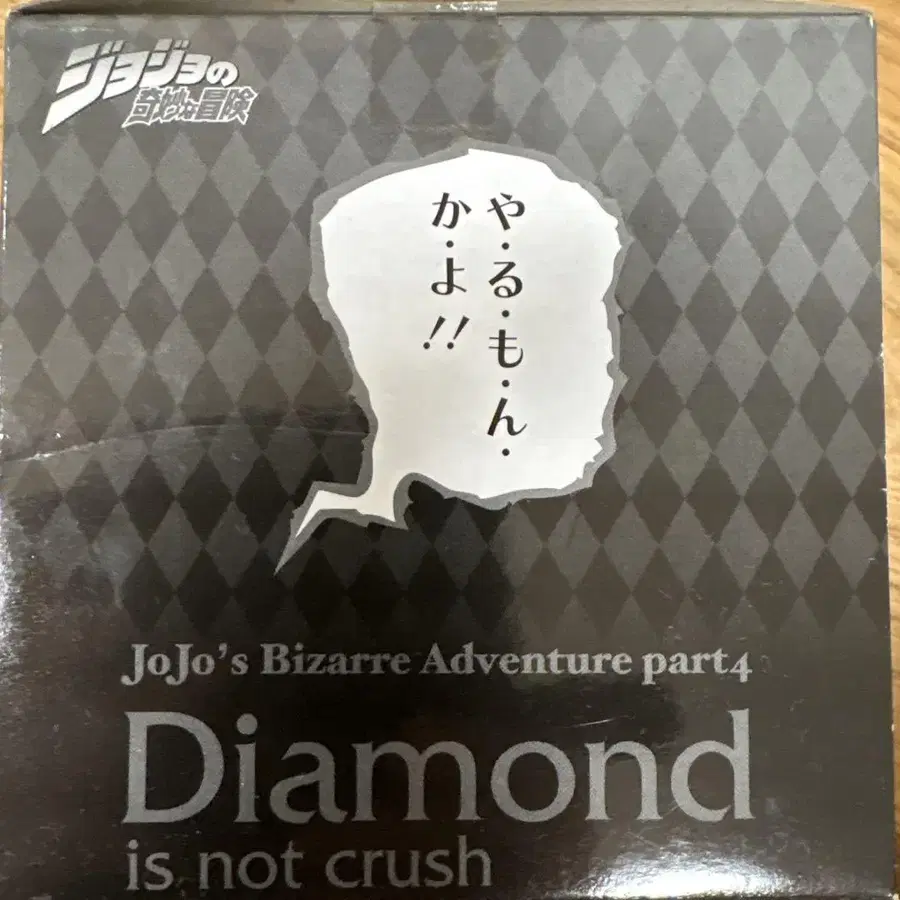 ジョジョの
奇妙な冒険
や・る・も・ん・
か・よ!!
JoJo's Bizarre Adventure part4
Diamond
is not crush